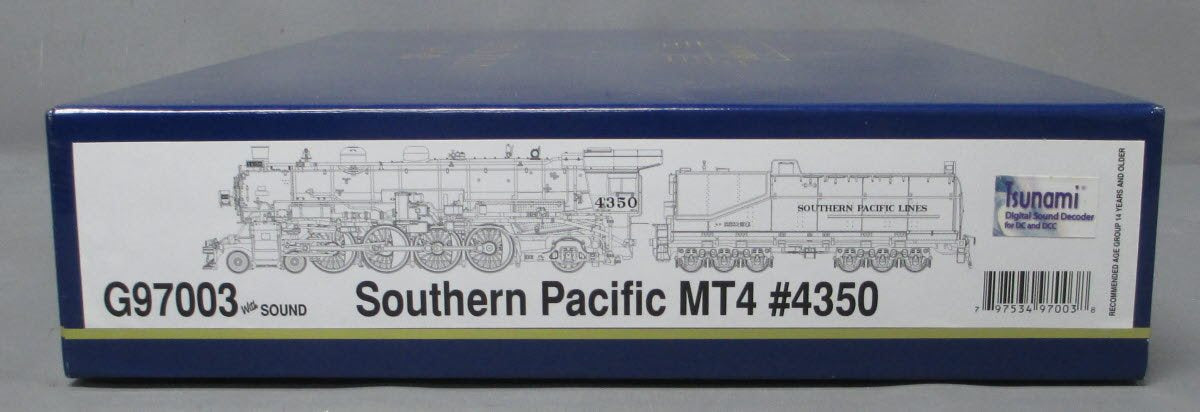 4350
SOUTHERN PACIFIC LINES
Tsunami®
Digital Sound Decoder
for DC and DCC
G97003 With SOUND
Southern Pacific MT4 #4350
7 97534 97003 8
RECOMMENDED AGE GROUP 14 YEARS AND OLDER